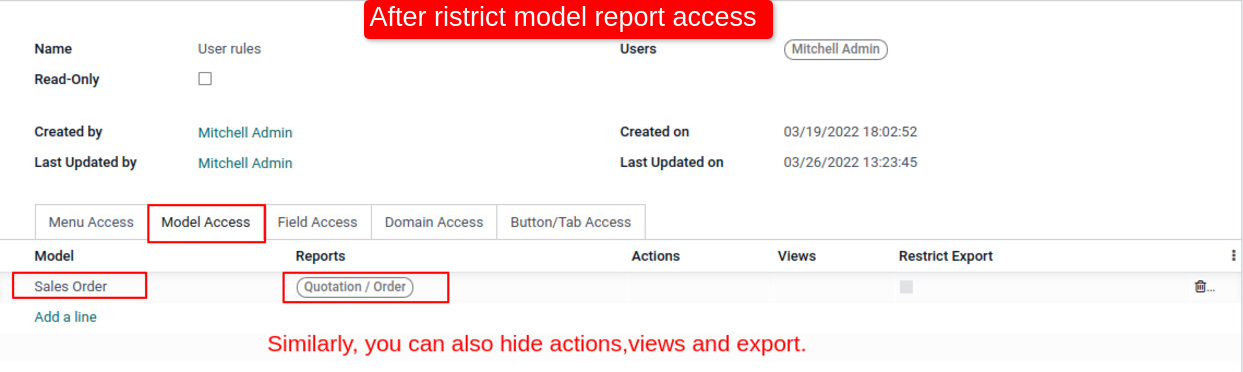 After ristrict model report access
Name User rules Users Mitchell Admin
Read-Only
Created by Mitchell Admin Created on 03/19/2022 18:02:52
Last Updated by Mitchell Admin Last Updated on 03/26/2022 13:23:45
Menu Access Model Access Field Access Domain Access Button/Tab Access
Model Reports Actions Views Restrict Export
Sales Order Quotation / Order ...
Add a line
Similarly, you can also hide actions,views and export.